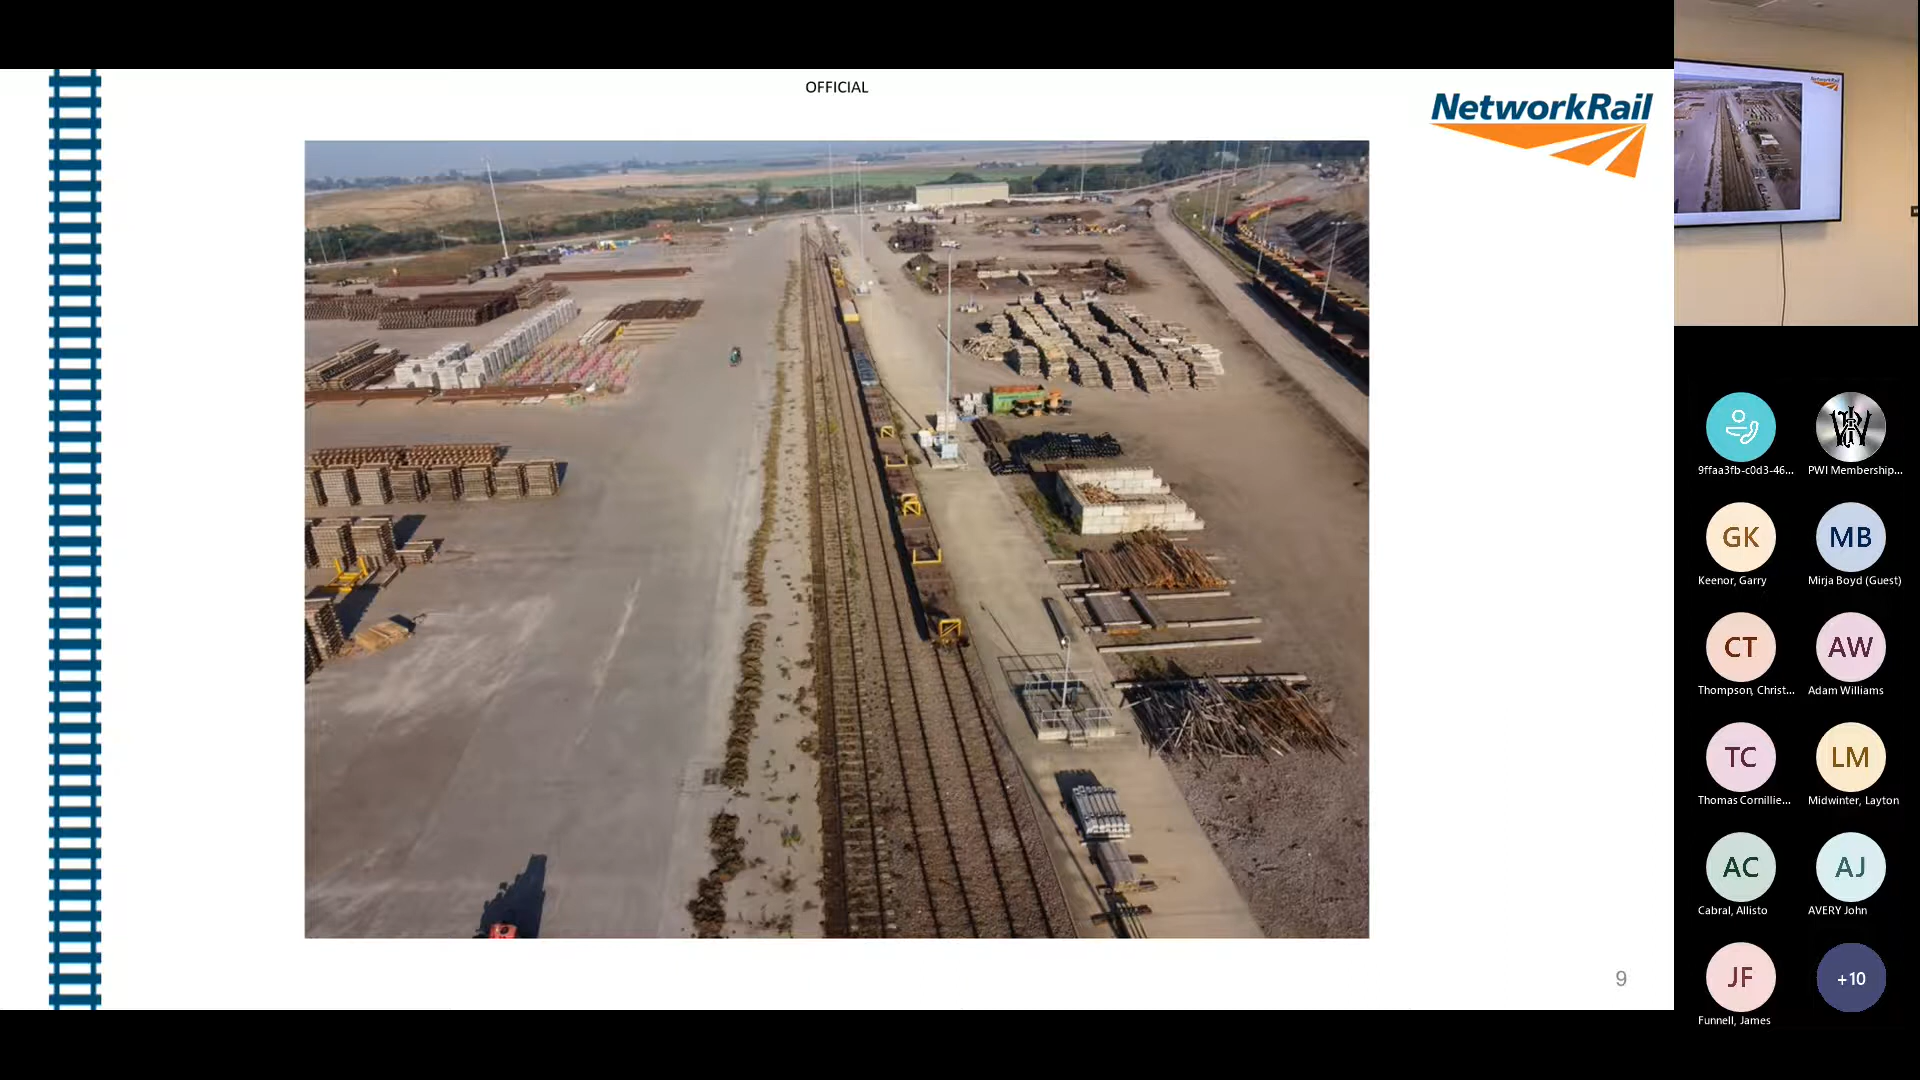 OFFICIAL
NetworkRail
9
9ffaa3fb-c0d3-46...
PWI Membership...
GK
MB
Keenor, Garry
Mirja Boyd (Guest)
CT
AW
Thompson, Christ...
Adam Williams
TC
LM
Thomas Cornillie...
Midwinter, Layton
AC
AJ
Cabral, Allisto
AVERY John
JF
+10
Funnell, James